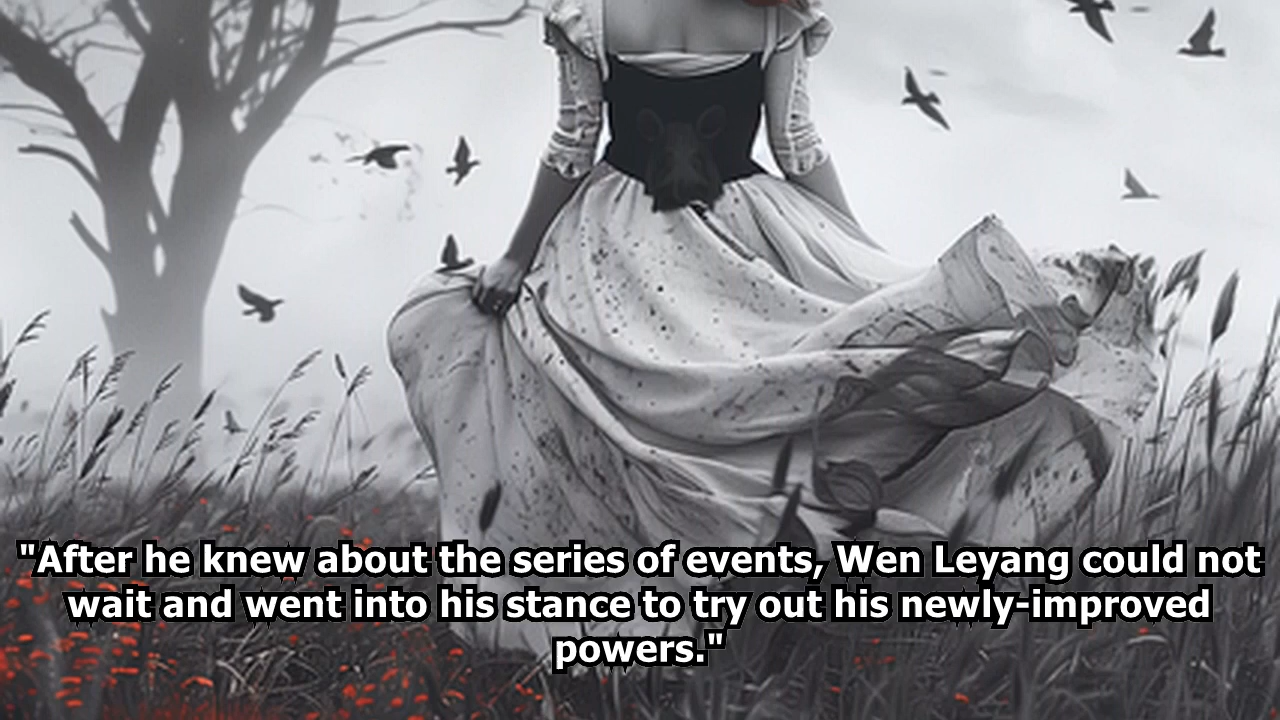 "After he knew about the series of events, Wen Leyang could not
wait and went into his stance to try out his newly-improved
powers."